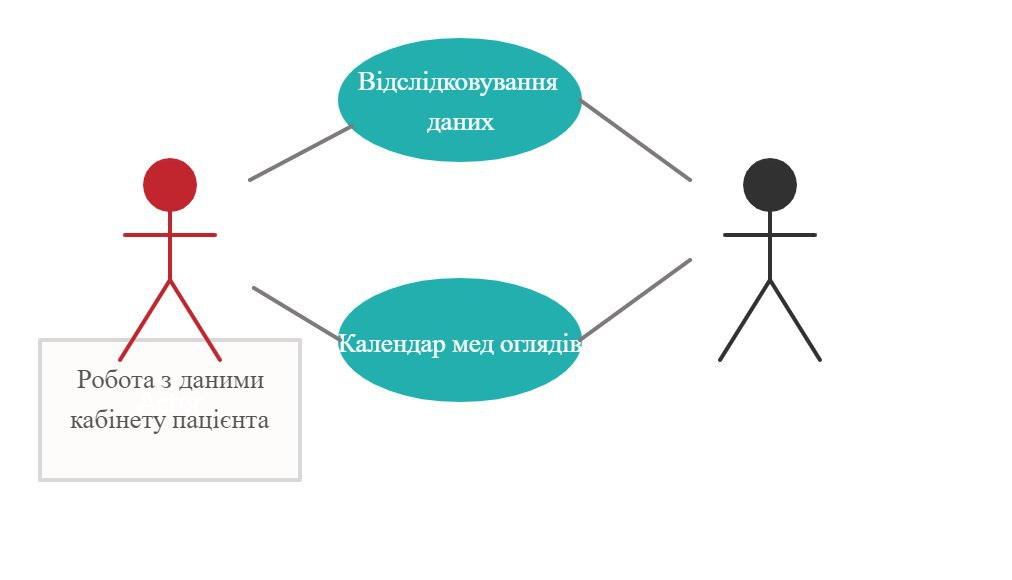 Відслідковування
даних
Календар мед оглядів
Робота з даними
кабінету пацієнта